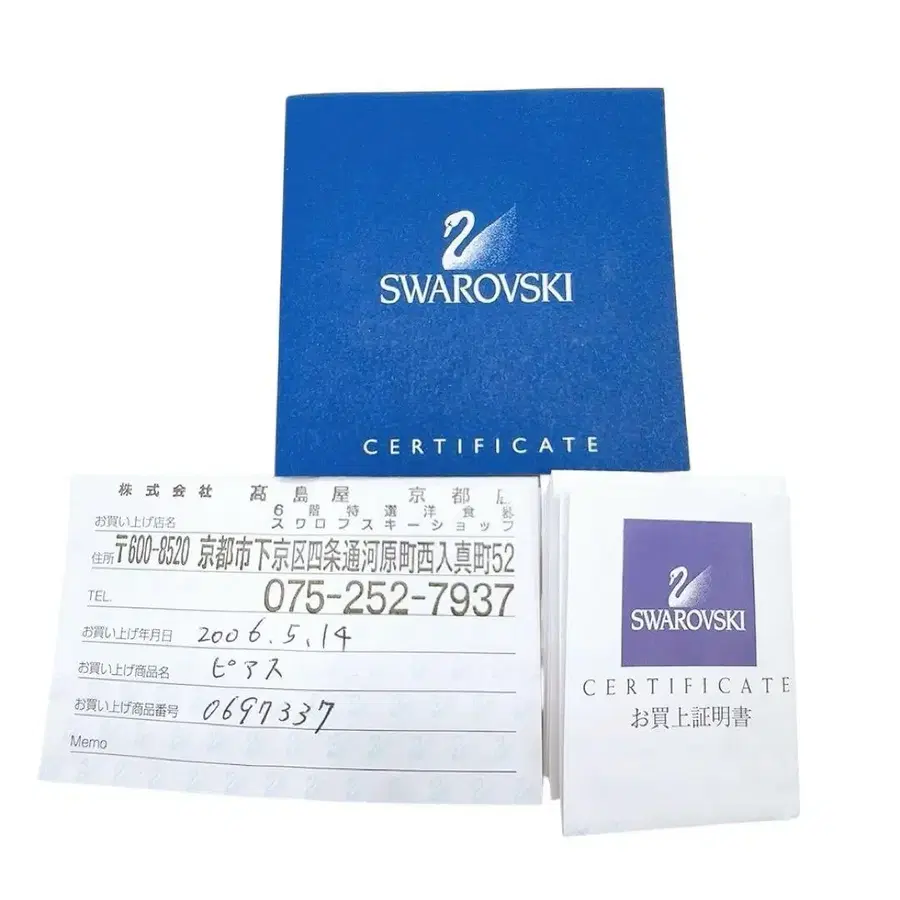 SWAROVSKI
CERTIFICATE
株式会社 髙島屋 京都店
6階特選洋食器
お買い上げ店名 スワロフスキーショップ
住所 〒600-8520 京都市下京区四条通河原町西入真町52
TEL. 075-252-7937
お買い上げ年月日 2006.5.14
お買い上げ商品名 ピアス
お買い上げ商品番号 0697337
Memo
SWAROVSKI
CERTIFICATE
お買上証明書